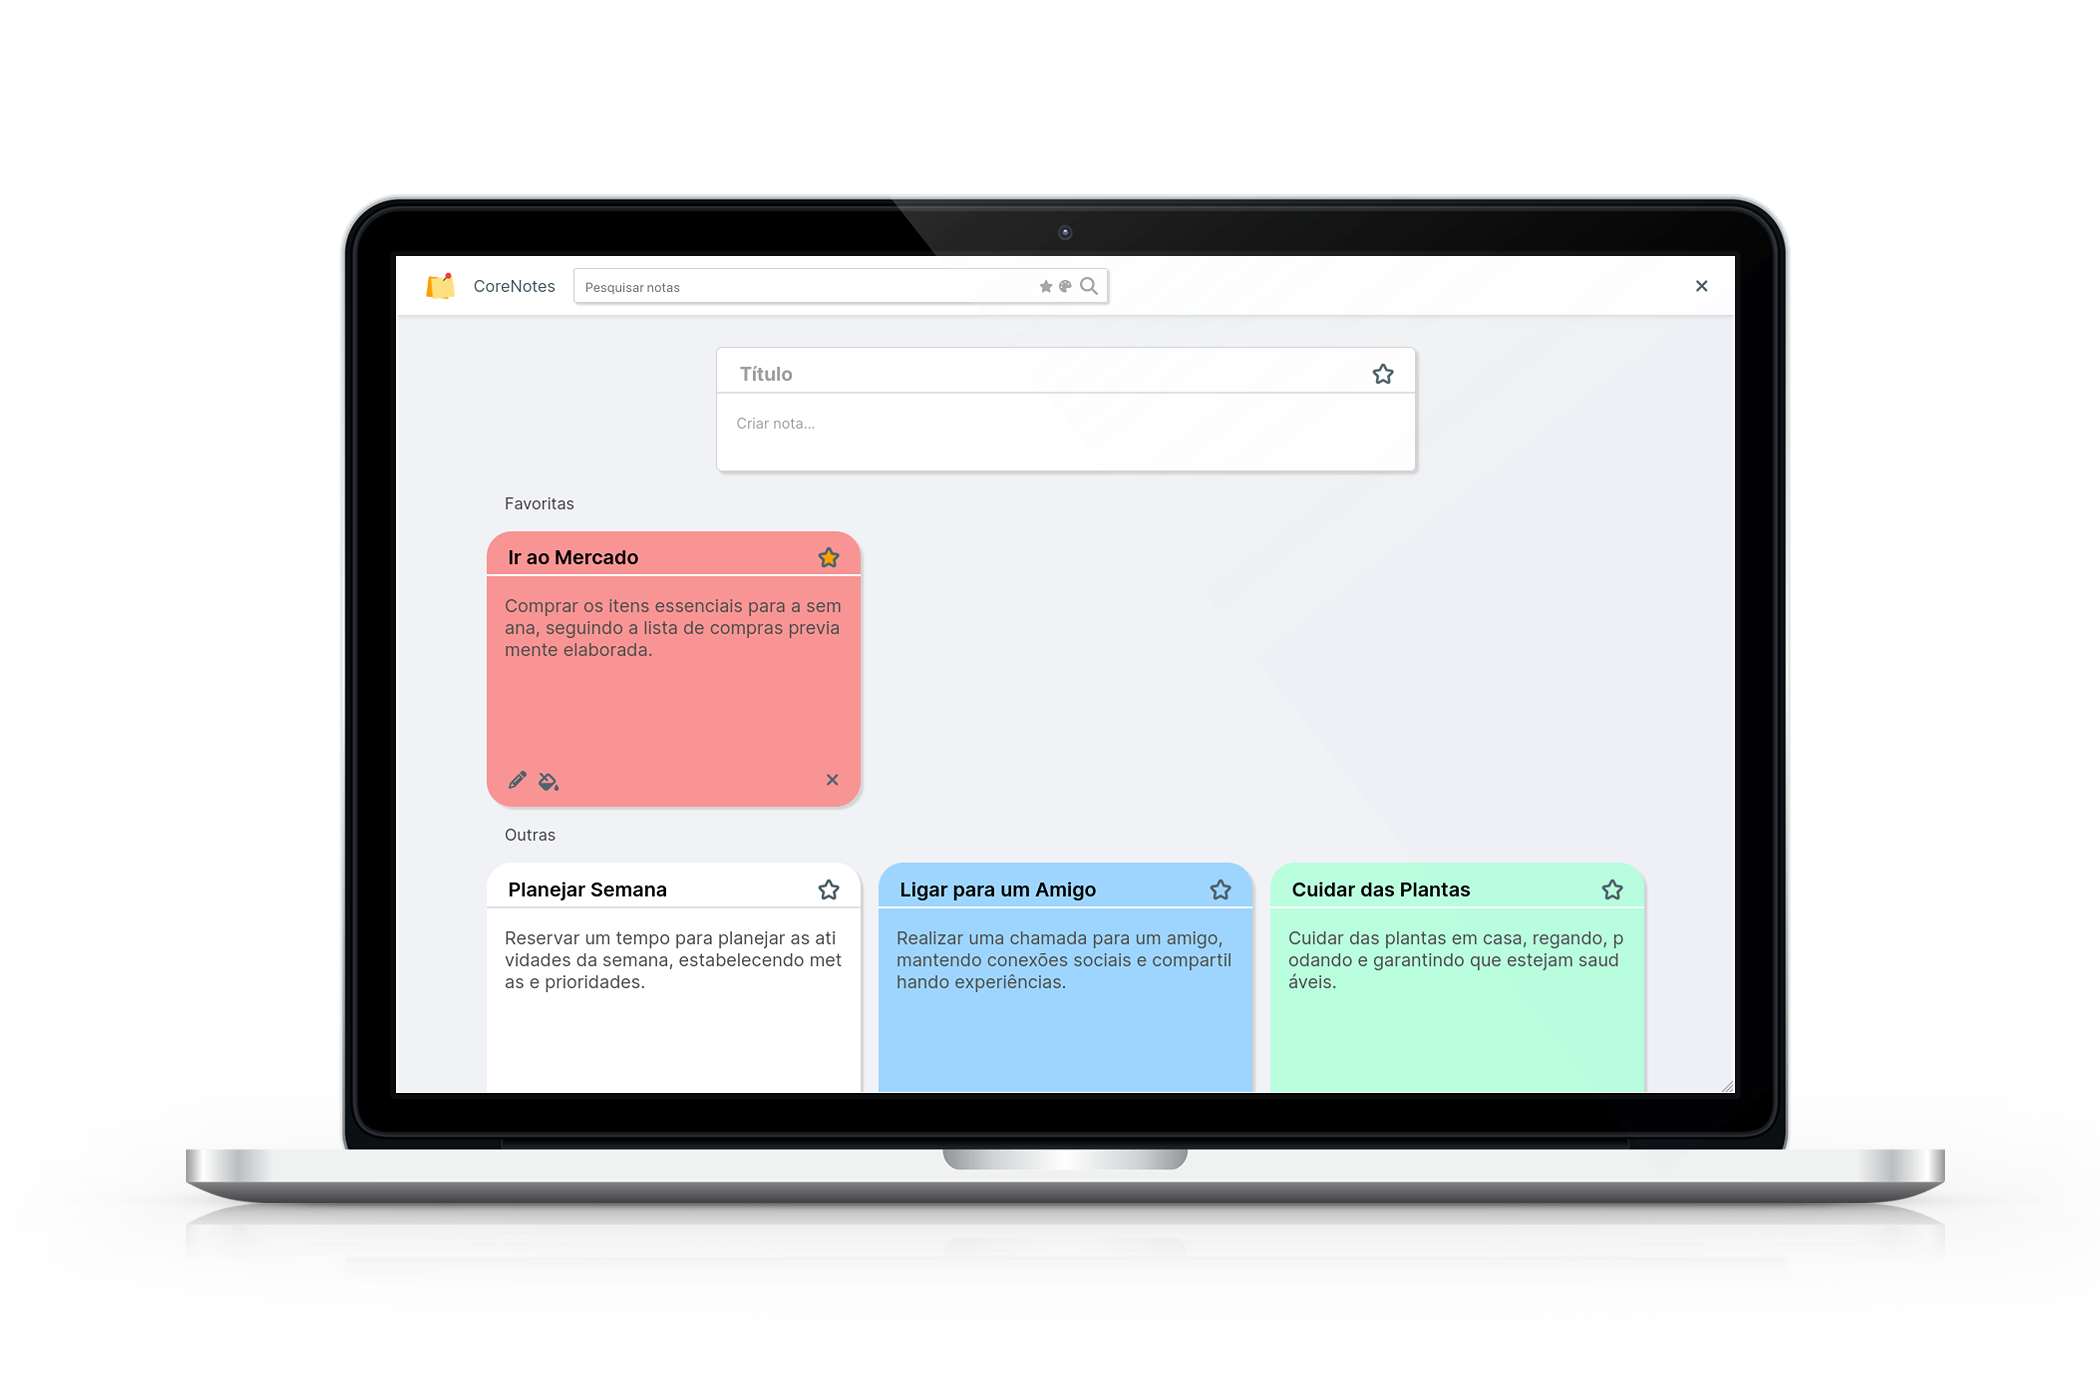 CoreNotes
Pesquisar notas
Título
Criar nota...
Favoritas
Ir ao Mercado
Comprar os itens essenciais para a sem
ana, seguindo a lista de compras previa
mente elaborada.
Outras
Planejar Semana
Reservar um tempo para planejar as ati
vidades da semana, estabelecendo met
as e prioridades.
Ligar para um Amigo
Realizar uma chamada para um amigo,
mantendo conexões sociais e compartil
hando experiências.
Cuidar das Plantas
Cuidar das plantas em casa, regando, p
odando e garantindo que estejam saud
áveis.